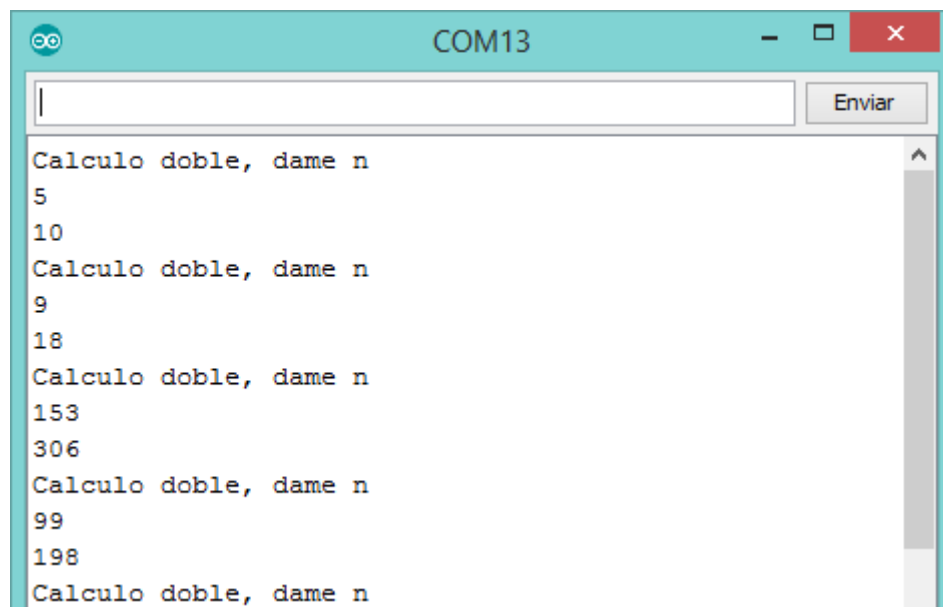 COM13
Enviar
Calculo doble, dame n
5
10
Calculo doble, dame n
9
18
Calculo doble, dame n
153
306
Calculo doble, dame n
99
198
Calculo doble, dame n